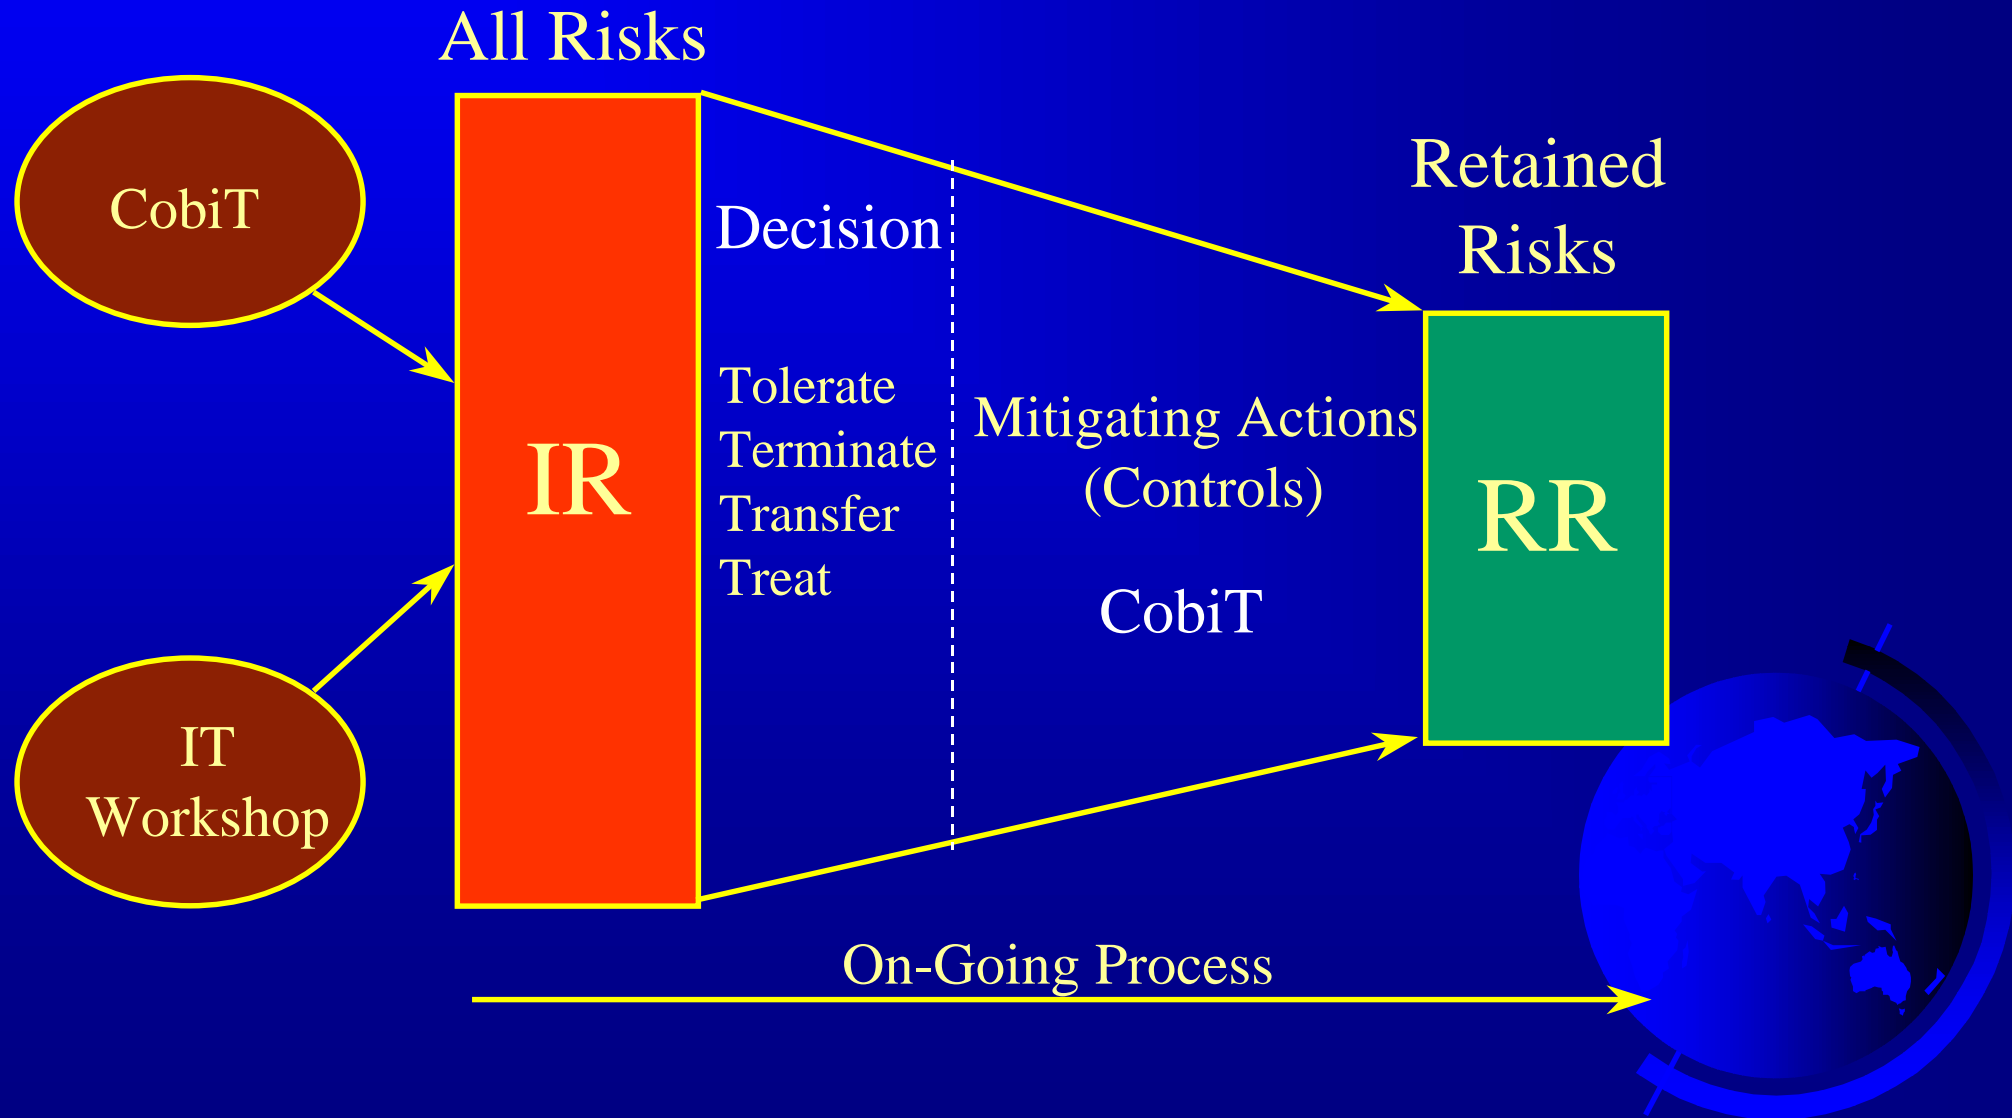 All Risks
CobiT
IT
Workshop
IR
Decision
Tolerate
Terminate
Transfer
Treat
Mitigating Actions
(Controls)
CobiT
Retained
Risks
RR
On-Going Process